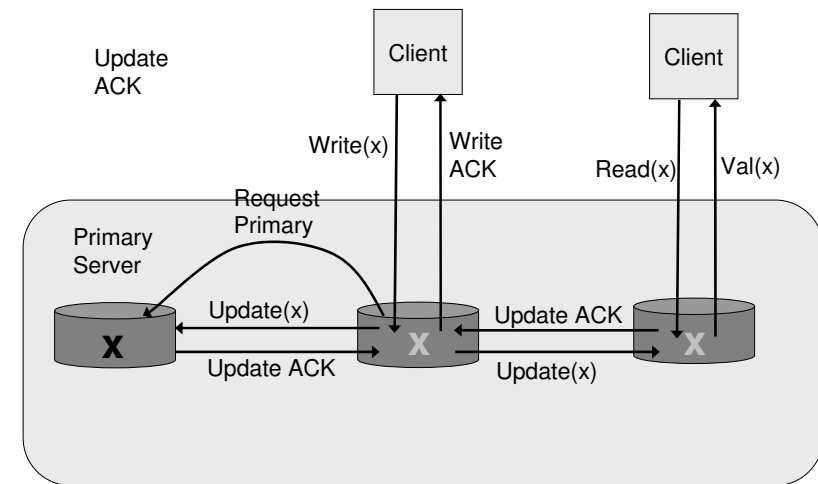 Update
ACK
Client
Client
Write(x)
Write
ACK
Read(x)
Val(x)
Request
Primary
Primary
Server
Update(x)
Update ACK
X
X
X
Update ACK
Update(x)